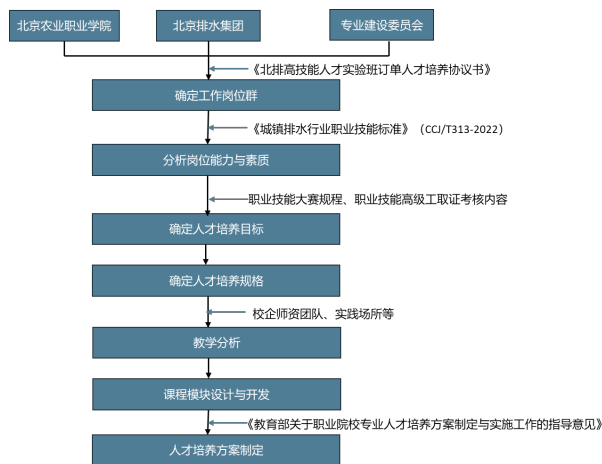 北京农业职业学院
北京排水集团
专业建设委员会
《北排高技能人才实验班订单人才培养协议书》
确定工作岗位群
《城镇排水行业职业技能标准》（CCJ/T313-2022）
分析岗位能力与素质
职业技能大赛规程、职业技能高级工取证考核内容
确定人才培养目标
确定人才培养规格
校企师资团队、实践场所等
教学分析
课程模块设计与开发
《教育部关于职业院校专业人才培养方案制定与实施工作的指导意见》
人才培养方案制定